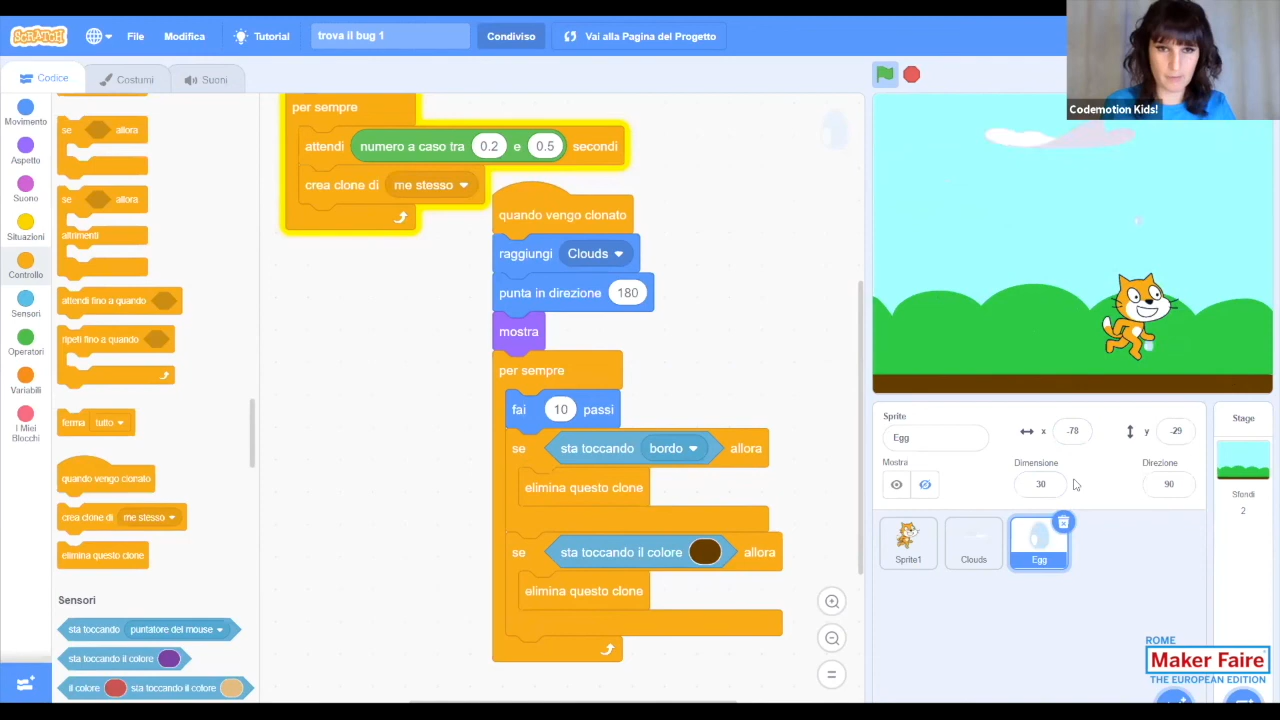 SCRATCH
File
Modifica
Tutorial
trova il bug 1
Condiviso
Vai alla Pagina del Progetto
Codemotion Kids!
Codice
Costumi
Suoni
Movimento
Aspetto
Suono
Situazioni
Controllo
Sensori
Operatori
Variabili
I Miei
Blocchi
se allora
se allora
altrimenti
attendi fino a quando
ripeti fino a quando
ferma tutto
quando vengo clonato
crea clone di me stesso
elimina questo clone
Sensori
sta toccando puntatore del mouse
sta toccando il colore
il colore sta toccando il colore
per sempre
attendi numero a caso tra 0.2 e 0.5 secondi
crea clone di me stesso
quando vengo clonato
raggiungi Clouds
punta in direzione 180
mostra
per sempre
fai 10 passi
se sta toccando bordo allora
elimina questo clone
se sta toccando il colore allora
elimina questo clone
Sprite
Egg
x -78
y -29
Mostra
Dimensione
30
Direzione
90
Sprite1
Clouds
Egg
Stage
Sfondi
2
ROME
Maker Faire
THE EUROPEAN EDITION